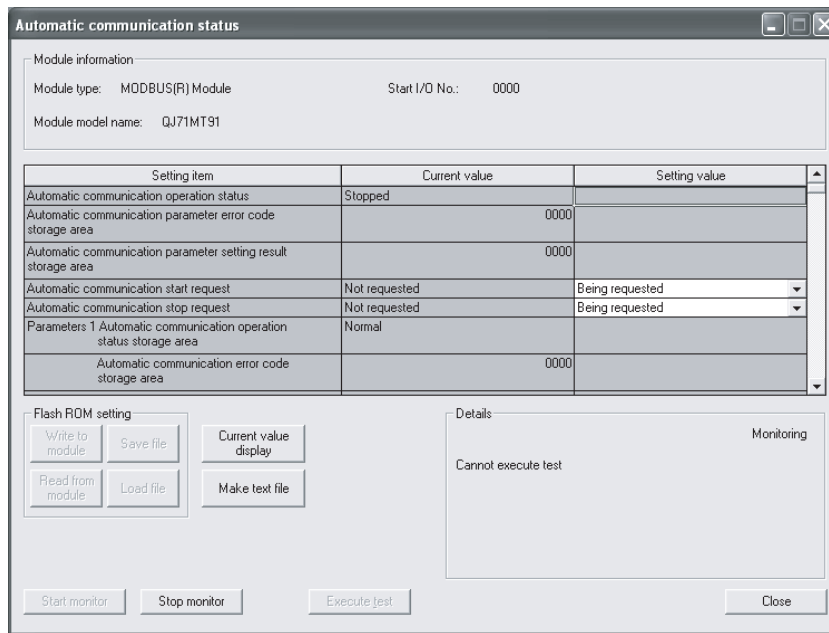 Automatic communication status
Module information
Module type: MODBUS(R) Module Start I/O No.: 0000
Module model name: QJ71MT91
Setting item Current value Setting value
Automatic communication operation status Stopped
Automatic communication parameter error code 0000
storage area
Automatic communication parameter setting result 0000
storage area
Automatic communication start request Not requested Being requested
Automatic communication stop request Not requested Being requested
Parameters 1 Automatic communication operation Normal
status storage area
Automatic communication error code 0000
storage area
Flash ROM setting
Write to
module
Save file
Current value
display
Read from
module
Load file
Make text file
Details
Monitoring
Cannot execute test
Start monitor Stop monitor Execute test Close